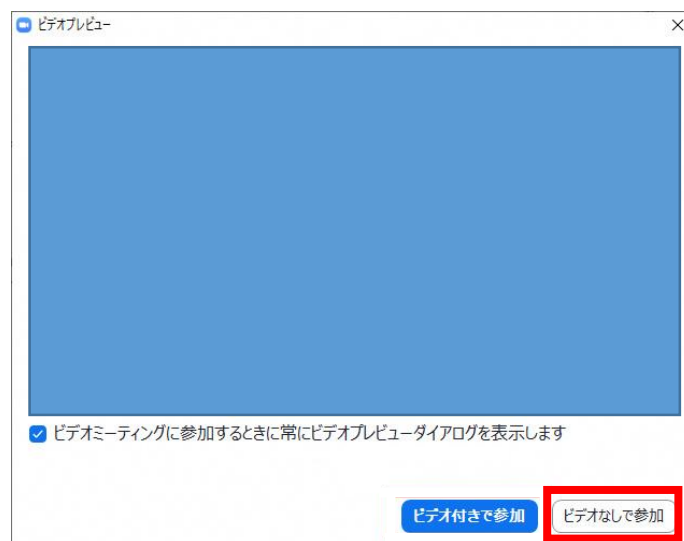 ビデオプレビュー
ビデオミーティングに参加するときに常にビデオプレビューダイアログを表示します
ビデオ付きで参加
ビデオなしで参加